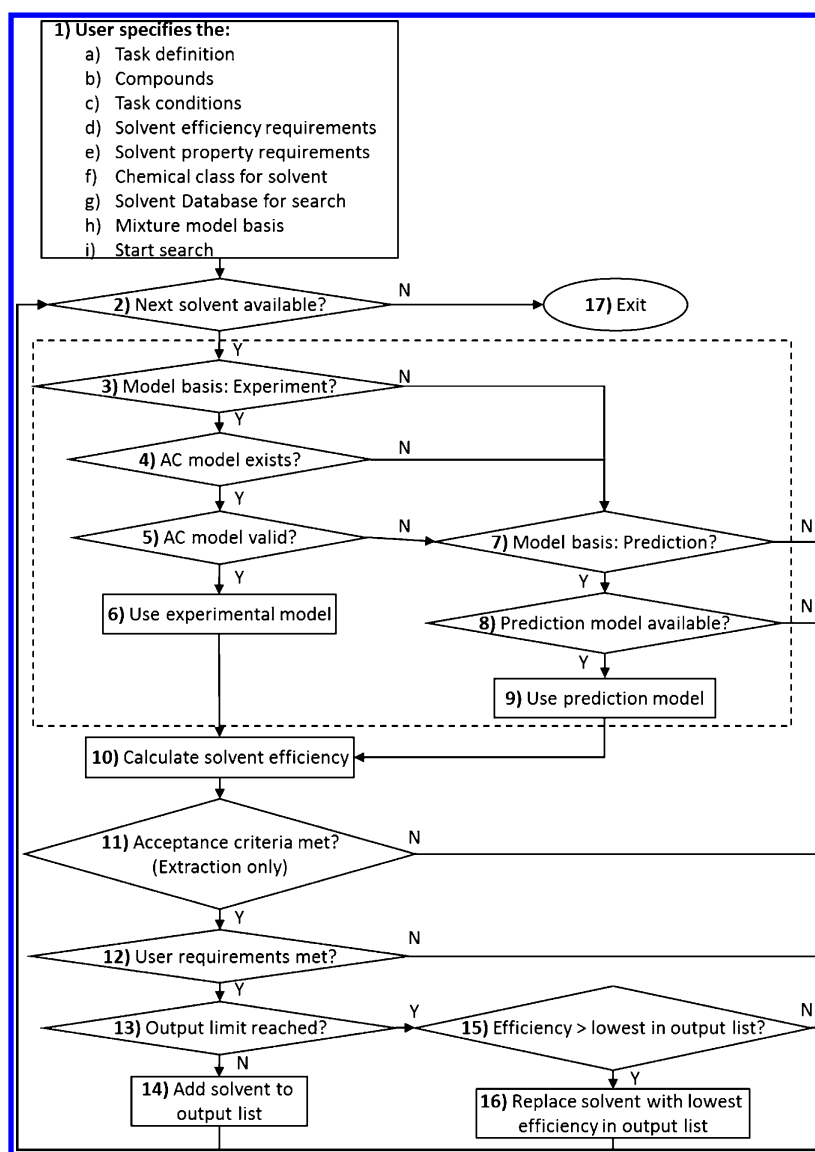 1) User specifies the:
a) Task definition
b) Compounds
c) Task conditions
d) Solvent efficiency requirements
e) Solvent property requirements
f) Chemical class for solvent
g) Solvent Database for search
h) Mixture model basis
i) Start search
2) Next solvent available?
N
17) Exit
Y
3) Model basis: Experiment?
N
Y
4) AC model exists?
N
Y
5) AC model valid?
N
7) Model basis: Prediction?
N
Y
Y
6) Use experimental model
8) Prediction model available?
N
Y
9) Use prediction model
10) Calculate solvent efficiency
11) Acceptance criteria met?
(Extraction only)
N
Y
12) User requirements met?
N
Y
13) Output limit reached?
Y
15) Efficiency > lowest in output list?
N
N
Y
14) Add solvent to
output list
16) Replace solvent with lowest
efficiency in output list